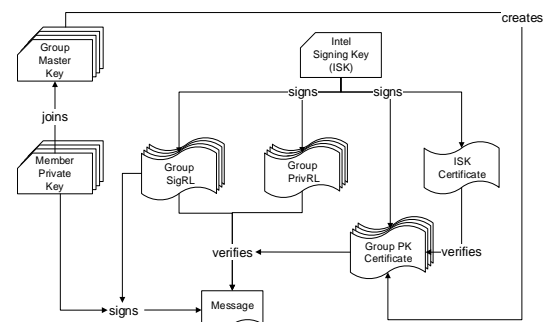 creates
Group
Master
Key
Intel
Signing Key
(ISK)
signs
signs
joins
Member
Private
Key
Group
SigRL
Group
PrivRL
ISK
Certificate
Group PK
Certificate
verifies
verifies
signs
Message